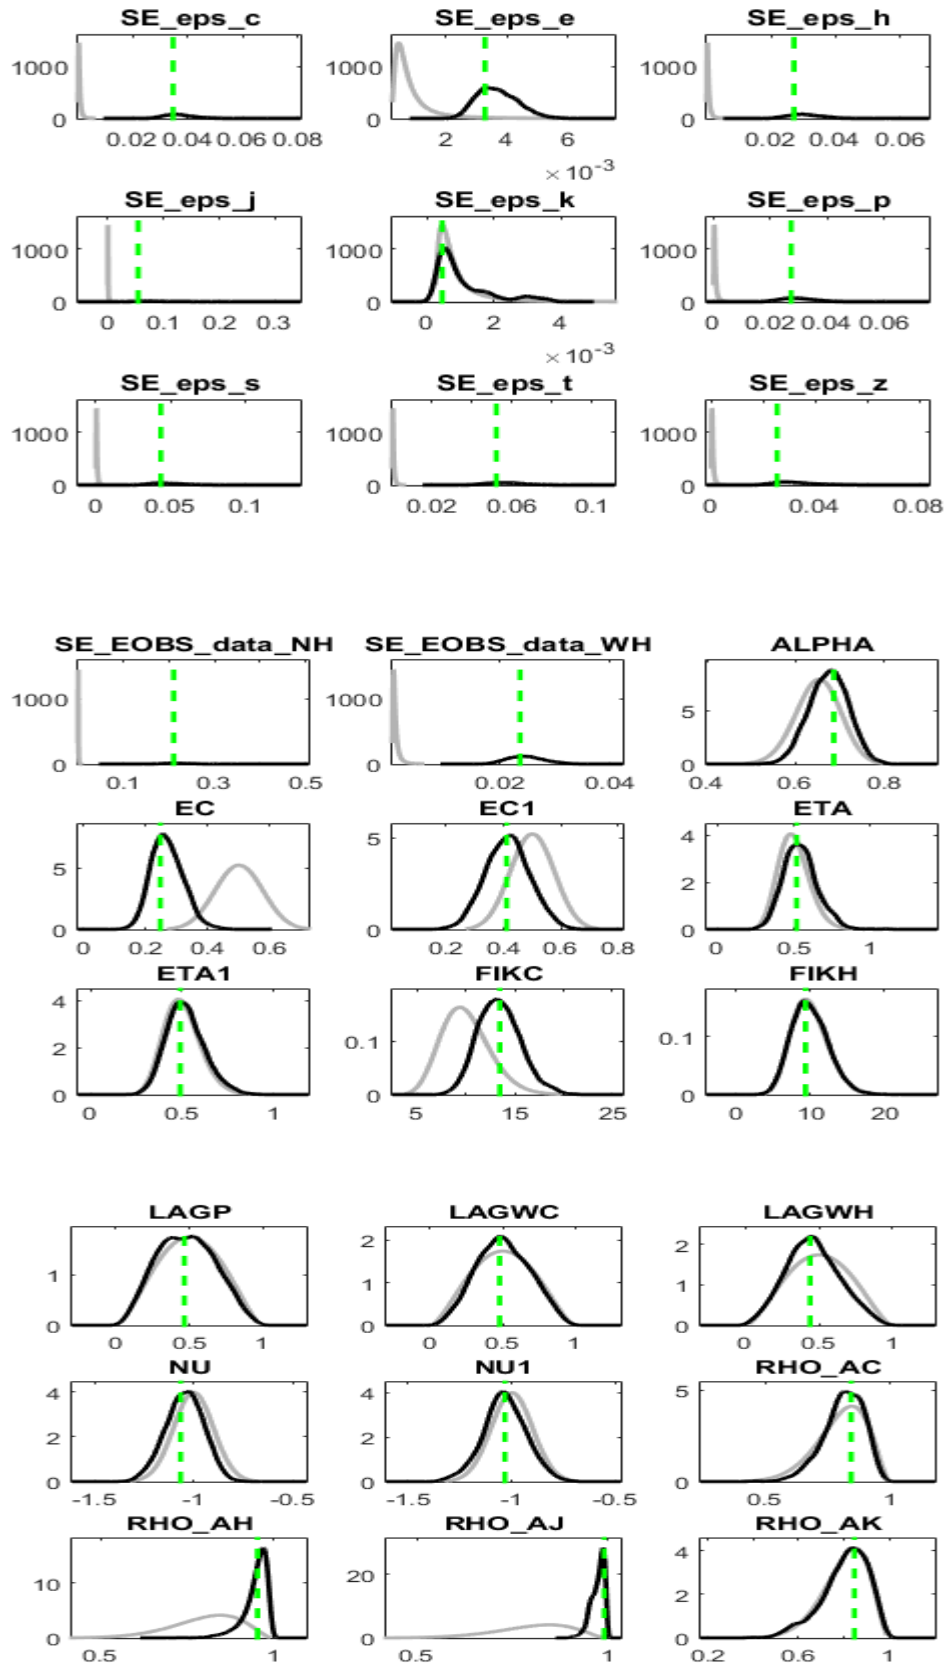 SE_eps_c SE_eps_e SE_eps_h
1000 1000 1000
0 0 0
0.02 0.04 0.06 0.08 2 4 6 0.02 0.04 0.06
× 10-3
SE_eps_j SE_eps_k SE_eps_p
1000 1000 1000
0 0 0
0 0.1 0.2 0.3 0 2 4 0 0.02 0.04 0.06
× 10-3
SE_eps_s SE_eps_t SE_eps_z
1000 1000 1000
0 0 0
0 0.05 0.1 0.02 0.06 0.1 0 0.04 0.08
SE_EOBS_data_NH SE_EOBS_data_WH ALPHA
1000 1000 5
0 0 0
0.1 0.3 0.5 0.02 0.04 0.4 0.6 0.8
EC EC1 ETA
5 5 4
2
0 0 0
0 0.2 0.4 0.6 0.2 0.4 0.6 0.8 0 0.5 1
ETA1 FIKC FIKH
4 0.1 0.1
2
0 0 0
0 0.5 1 5 15 25 0 10 20
LAGP LAGWC LAGWH
1 2 2
1 1
0 0 0
0 0.5 1 0 0.5 1 0 0.5 1
NU NU1 RHO_AC
4 4 5
2 2
0 0 0
-1.5 -1 -0.5 -1.5 -1 -0.5 0.5 1
RHO_AH RHO_AJ RHO_AK
10 20 4
2
0 0 0
0.5 1 0.5 1 0.2 0.6 1